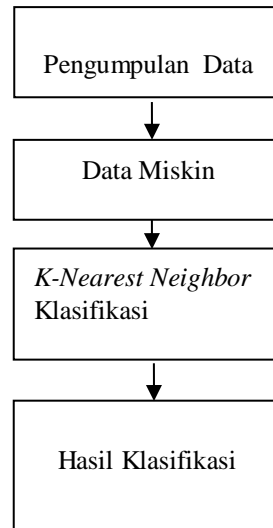 Pengumpulan Data
Data Miskin
K-Nearest Neighbor
Klasifikasi
Hasil Klasifikasi